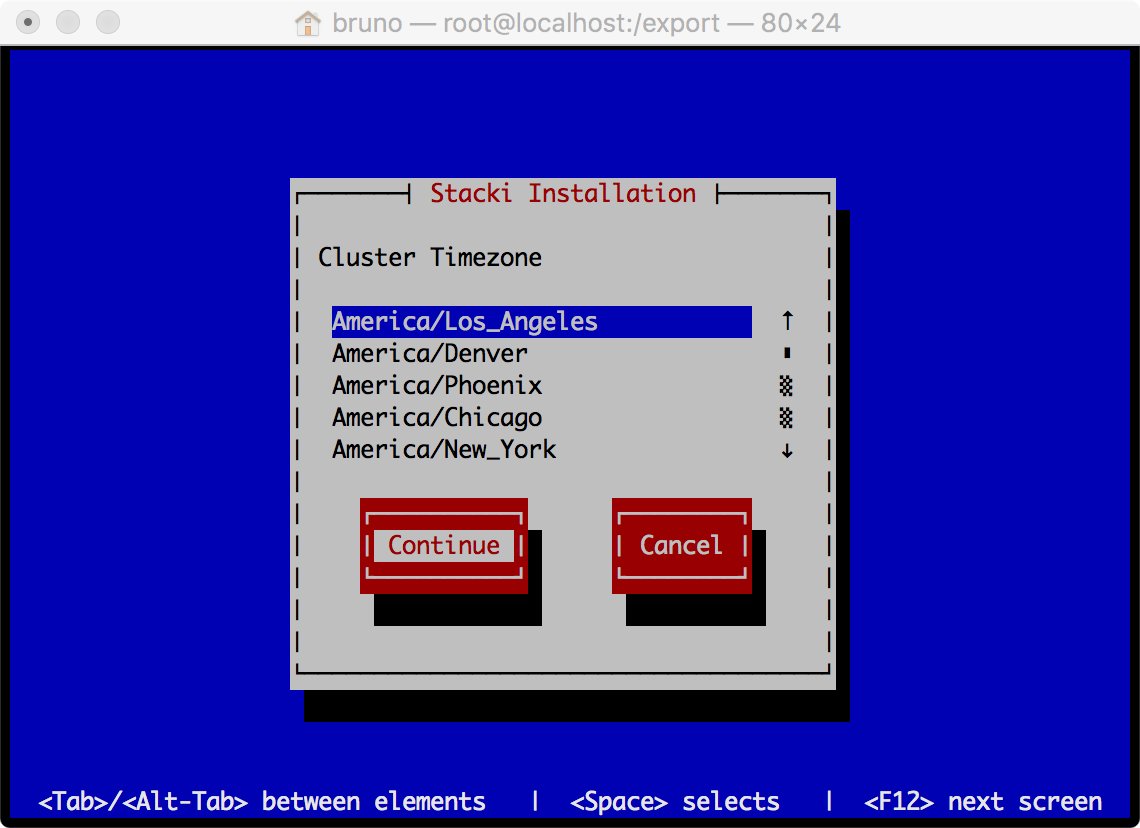 bruno — root@localhost:/export — 80×24
Stacki Installation
Cluster Timezone
America/Los_Angeles
America/Denver
America/Phoenix
America/Chicago
America/New_York
Continue Cancel
<Tab>/<Alt-Tab> between elements | <Space> selects | <F12> next screen